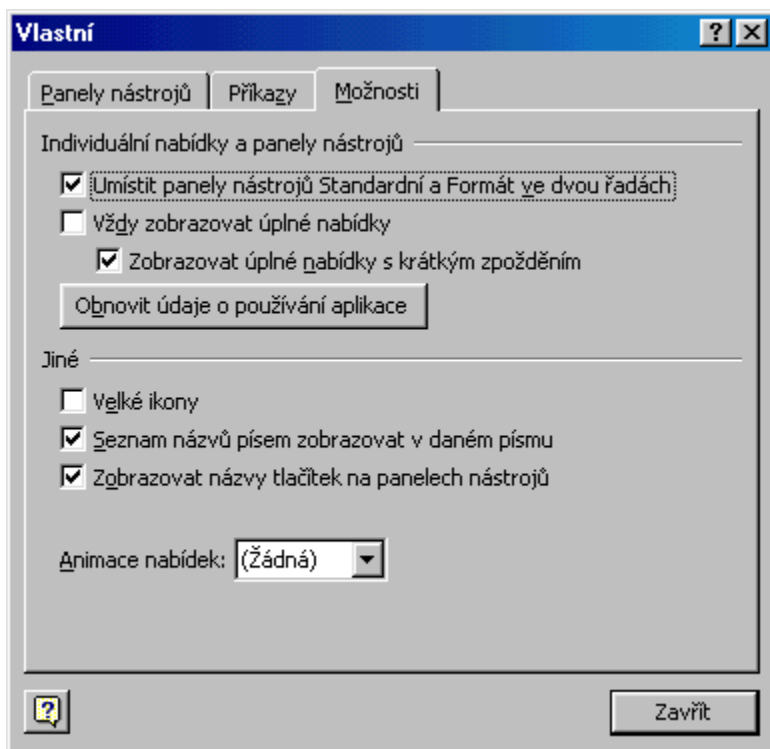 Vlastní
Panely nástrojů Příkazy Možnosti
Individuální nabídky a panely nástrojů
Umístit panely nástrojů Standardní a Formát ve dvou řadách
Vždy zobrazovat úplné nabídky
Zobrazovat úplné nabídky s krátkým zpožděním
Obnovit údaje o používání aplikace
Jiné
Velké ikony
Seznam názvů písem zobrazovat v daném písmu
Zobrazovat názvy tlačítek na panelech nástrojů
Animace nabídek: (Žádná)
Zavřít